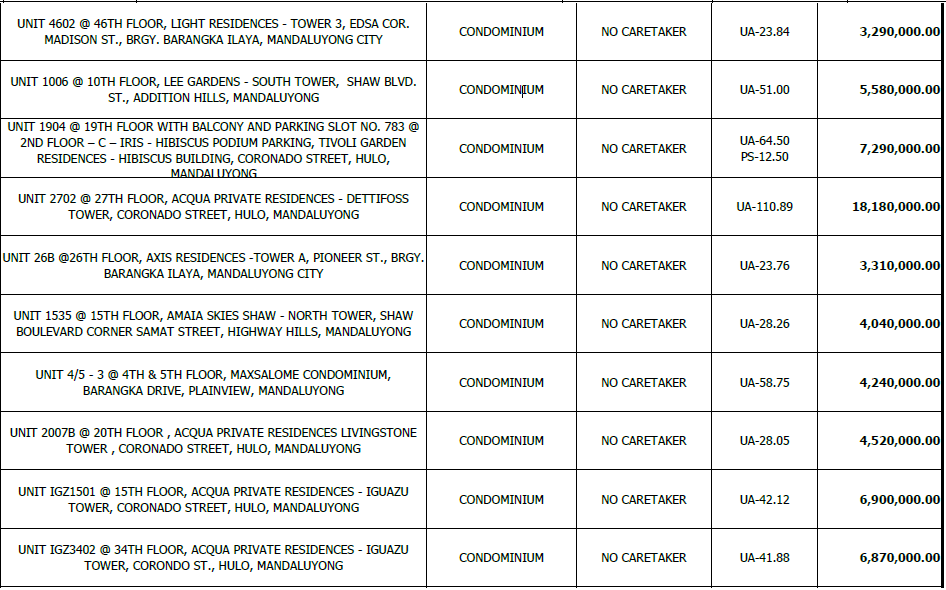 UNIT 4602 @ 46TH FLOOR, LIGHT RESIDENCES - TOWER 3, EDSA COR.
MADISON ST., BRGY. BARANGKA ILAYA, MANDALUYONG CITY
CONDOMINIUM
NO CARETAKER
UA-23.84
3,290,000.00
UNIT 1006 @ 10TH FLOOR, LEE GARDENS - SOUTH TOWER, SHAW BLVD.
ST., ADDITION HILLS, MANDALUYONG
CONDOMINIUM
NO CARETAKER
UA-51.00
5,580,000.00
UNIT 1904 @ 19TH FLOOR WITH BALCONY AND PARKING SLOT NO. 783 @
2ND FLOOR – C – IRIS - HIBISCUS PODIUM PARKING, TIVOLI GARDEN
RESIDENCES - HIBISCUS BUILDING, CORONADO STREET, HULO,
MANDALUYONG
CONDOMINIUM
NO CARETAKER
UA-64.50
PS-12.50
7,290,000.00
UNIT 2702 @ 27TH FLOOR, ACQUA PRIVATE RESIDENCES - DETTIFOSS
TOWER, CORONADO STREET, HULO, MANDALUYONG
CONDOMINIUM
NO CARETAKER
UA-110.89
18,180,000.00
UNIT 26B @26TH FLOOR, AXIS RESIDENCES -TOWER A, PIONEER ST., BRGY.
BARANGKA ILAYA, MANDALUYONG CITY
CONDOMINIUM
NO CARETAKER
UA-23.76
3,310,000.00
UNIT 1535 @ 15TH FLOOR, AMAIA SKIES SHAW - NORTH TOWER, SHAW
BOULEVARD CORNER SAMAT STREET, HIGHWAY HILLS, MANDALUYONG
CONDOMINIUM
NO CARETAKER
UA-28.26
4,040,000.00
UNIT 4/5 - 3 @ 4TH & 5TH FLOOR, MAXSALOME CONDOMINIUM,
BARANGKA DRIVE, PLAINVIEW, MANDALUYONG
CONDOMINIUM
NO CARETAKER
UA-58.75
4,240,000.00
UNIT 2007B @ 20TH FLOOR , ACQUA PRIVATE RESIDENCES LIVINGSTONE
TOWER , CORONADO STREET, HULO, MANDALUYONG
CONDOMINIUM
NO CARETAKER
UA-28.05
4,520,000.00
UNIT IGZ1501 @ 15TH FLOOR, ACQUA PRIVATE RESIDENCES - IGUAZU
TOWER, CORONADO STREET, HULO, MANDALUYONG
CONDOMINIUM
NO CARETAKER
UA-42.12
6,900,000.00
UNIT IGZ3402 @ 34TH FLOOR, ACQUA PRIVATE RESIDENCES - IGUAZU
TOWER, CORONDO ST., HULO, MANDALUYONG
CONDOMINIUM
NO CARETAKER
UA-41.88
6,870,000.00